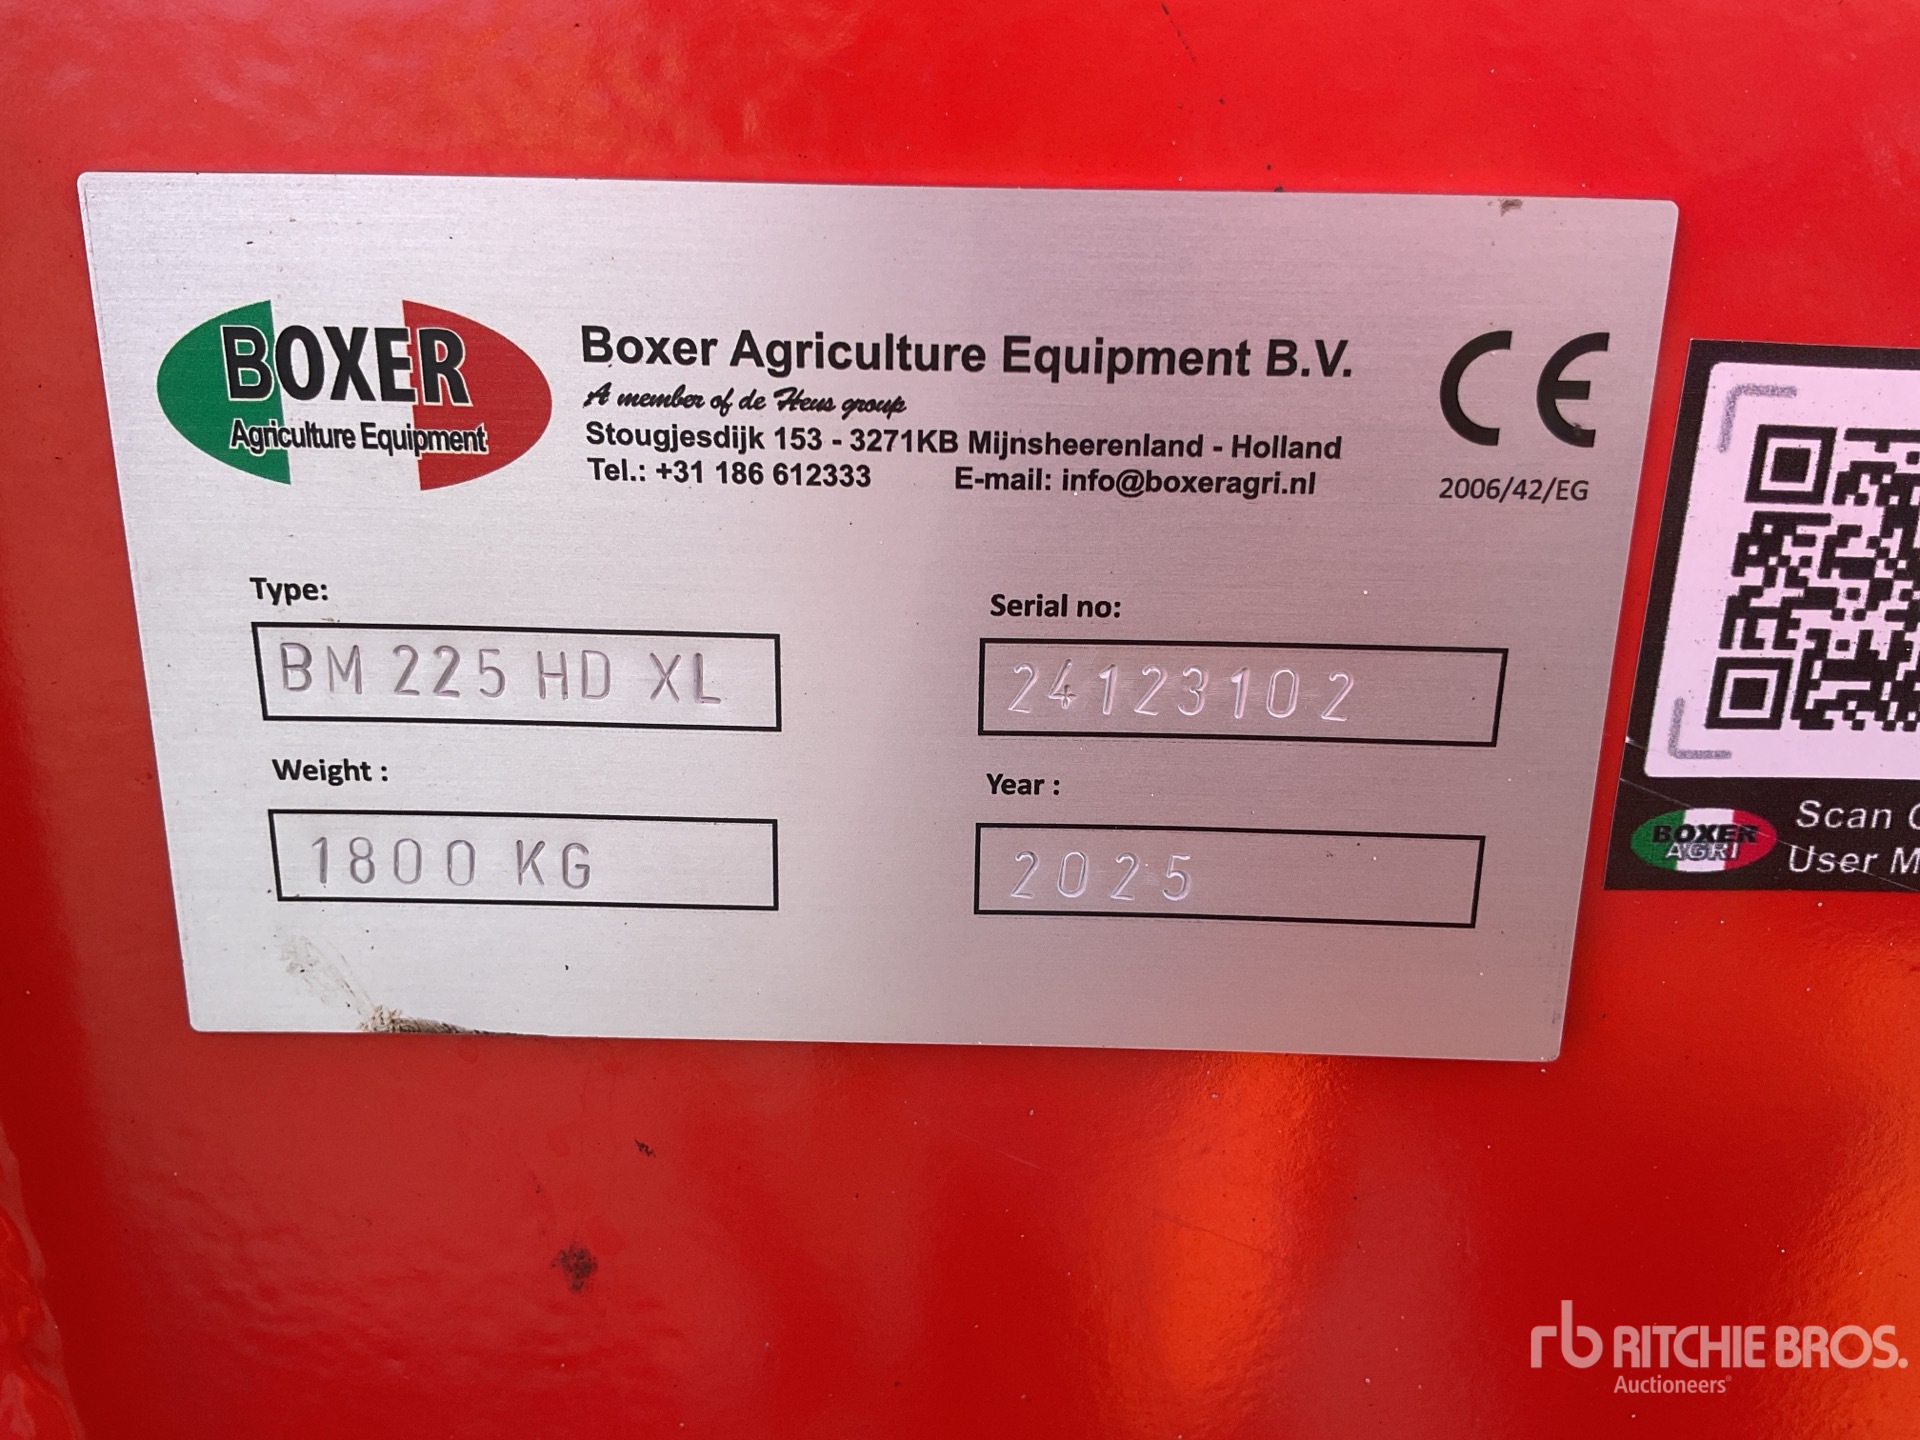 BOXER
Agriculture Equipment
Boxer Agriculture Equipment B.V.
A member of de Heus group
Stougjesdijk 153 - 3271KB Mijnsheerenland - Holland
Tel.: +31 186 612333 E-mail: info@boxeragri.nl
CE
2006/42/EG
Type:
BM 225 HD XL
Serial no:
24123102
Weight :
1800 KG
Year :
2025
BOXER
AGRI
Scan
User M
rb RITCHIE BROS.
Auctioneers